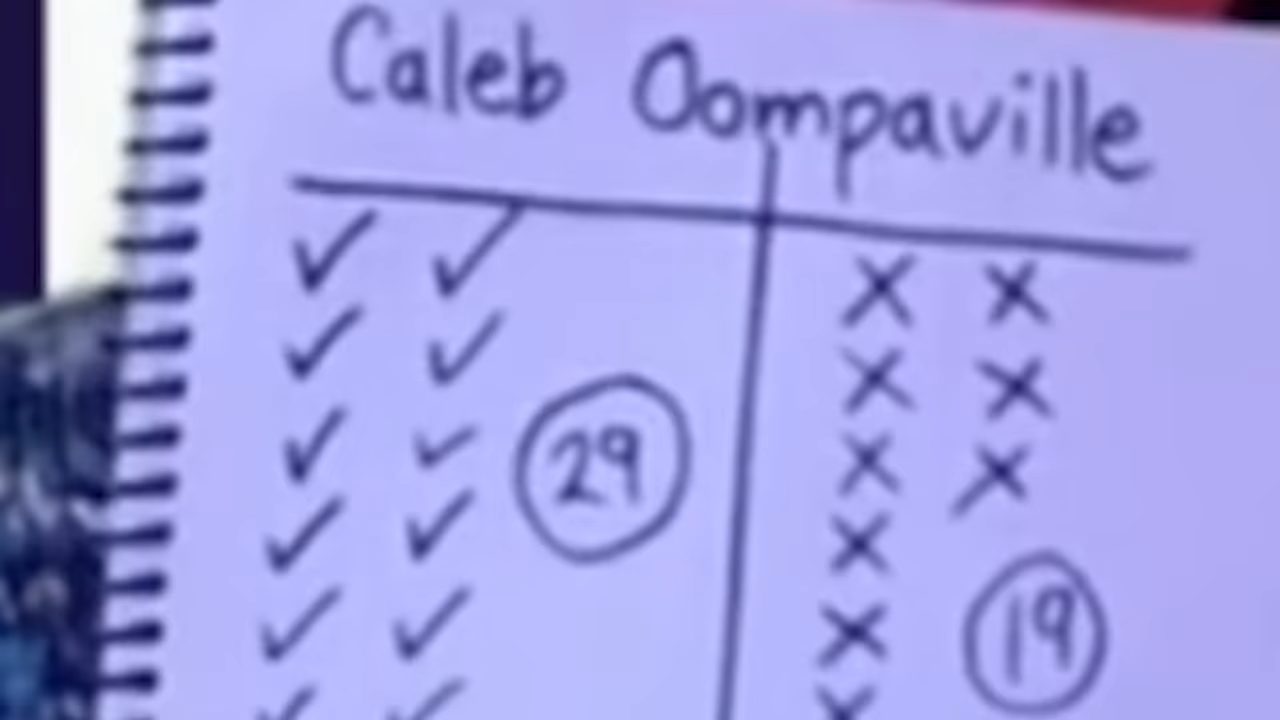 Caleb Oompaville
✓ ✓ X X
✓ ✓ X X
✓ ✓ 29 X X
✓ ✓ X
✓ ✓ X 19
✓ ✓ X